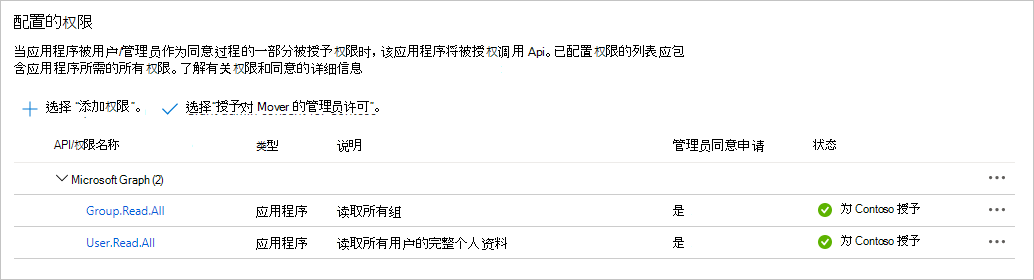 配置的权限
当应用程序被用户/管理员作为同意过程的一部分被授予权限时，该应用程序将被授权调用 Api。已配置权限的列表应包
含应用程序所需的所有权限。了解有关权限和同意的详细信息
选择 "添加权限"。 选择"授予对 Mover 的管理员许可"。
API/权限名称 类型 说明 管理员同意申请 状态
Microsoft Graph (2) ...
Group.Read.All 应用程序 读取所有组 是 为 Contoso 授予 ...
User.Read.All 应用程序 读取所有用户的完整个人资料 是 为 Contoso 授予 ...